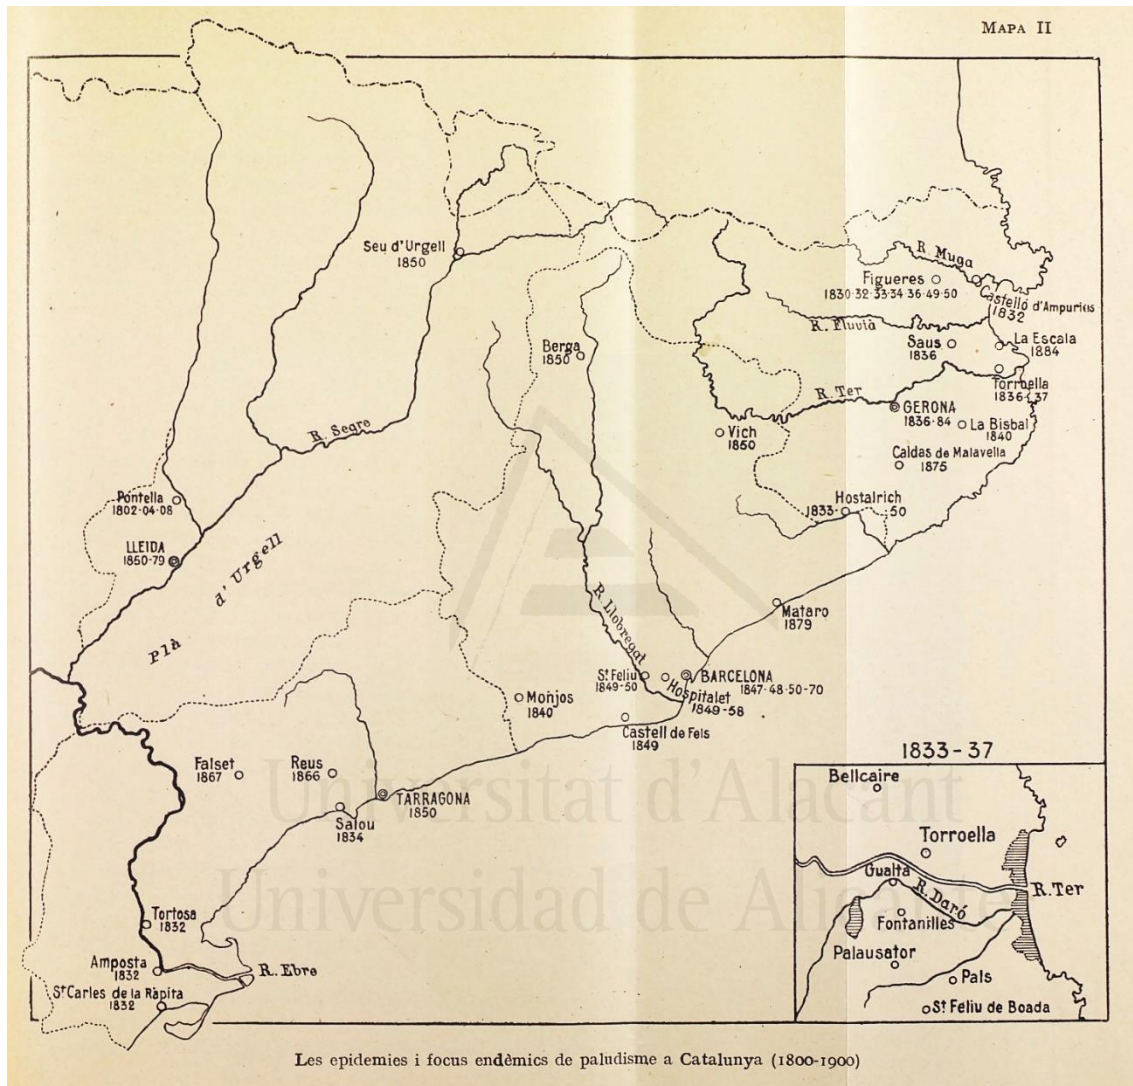 MAPA II
Seu d'Urgell
1850
R. Muga
Figueres
1830·32·33·34·36·49·50
Castelló d'Ampuries
1832
R. Fluvià
Saus
1836
La Escala
1884
Berga
1850
Torroella
1836-37
R. Ter
GERONA
1836·84
La Bisbal
1840
R. Segre
Vich
1850
Caldas de Malavella
1875
Pontella
1802·04·08
Hostalrich
1833- -50
LLEIDA
1850-79
Plà d'Urgell
R. Llobregat
Mataro
1879
St Feliu
1849-50
Hospitalet
1849-58
BARCELONA
1847·48·50-70
Monjos
1840
Castell de Fels
1849
Falset
1867
Reus
1866
TARRAGONA
1850
Salou
1834
Tortosa
1832
Amposta
1832
R. Ebre
St Carles de la Ràpita
1832
1833-37
Bellcaire
Torroella
Gualta
R. Ter
R. Daró
Fontanilles
Palausator
Pals
St Feliu de Boada
Universitat d'Alacant
Universidad de Alicante
Les epidemies i focus endèmics de paludisme a Catalunya (1800-1900)